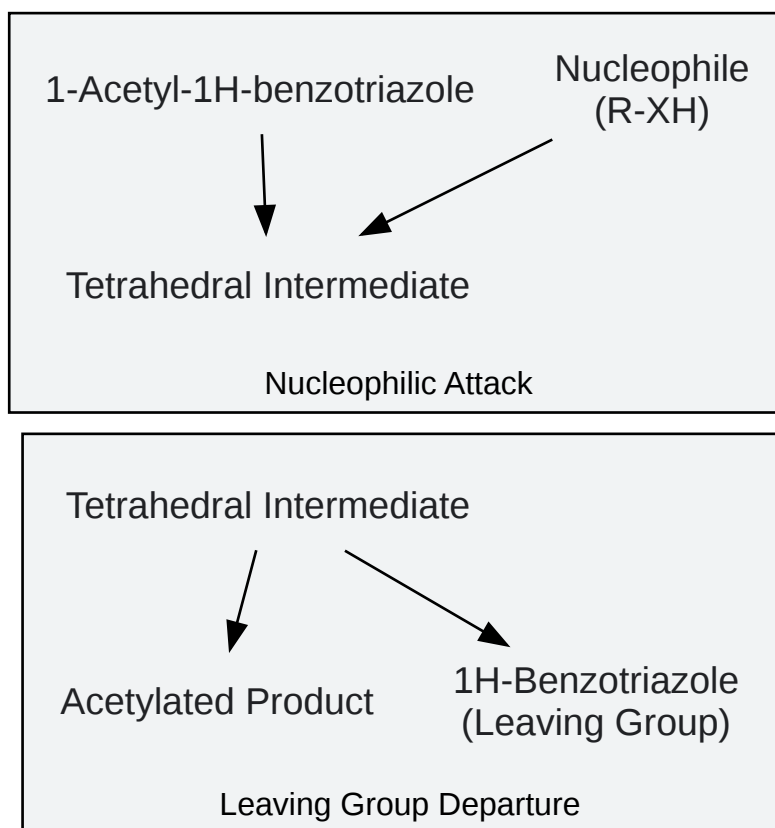 1-Acetyl-1H-benzotriazole
Nucleophile
(R-XH)
Tetrahedral Intermediate
Nucleophilic Attack
Tetrahedral Intermediate
Acetylated Product
1H-Benzotriazole
(Leaving Group)
Leaving Group Departure